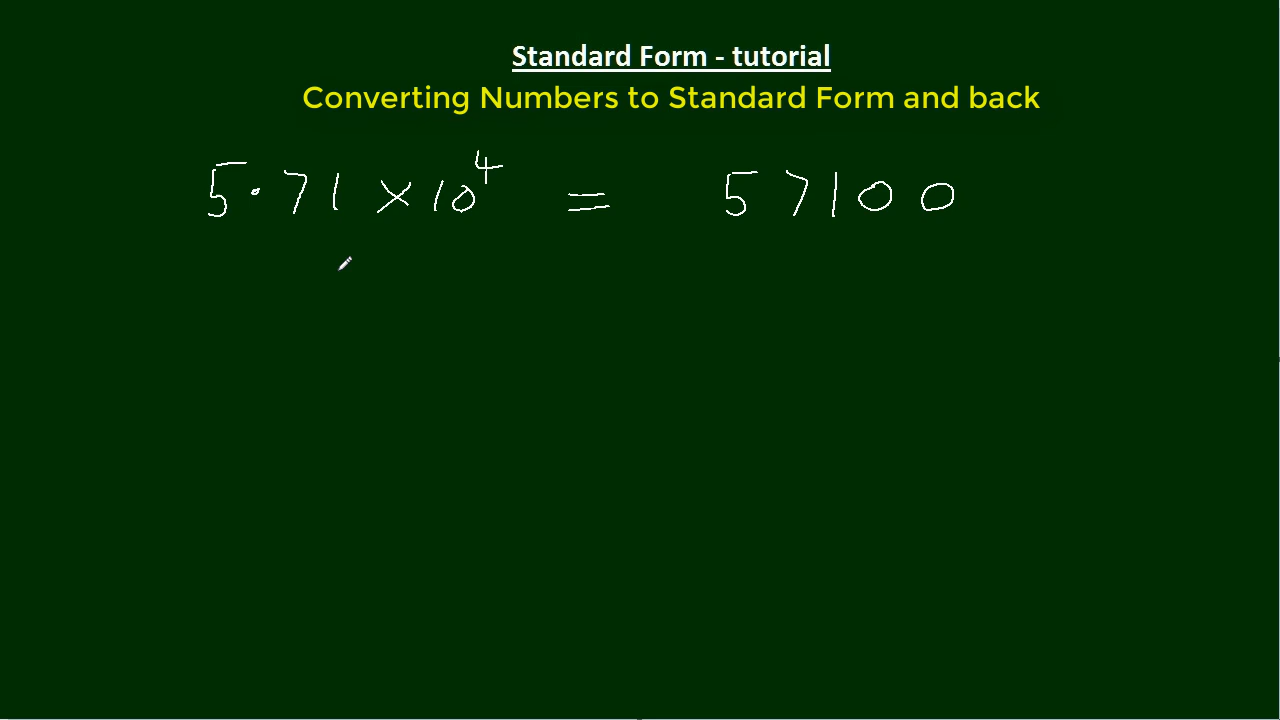 Standard Form - tutorial
Converting Numbers to Standard Form and back
5·71 × 10⁴ = 57100